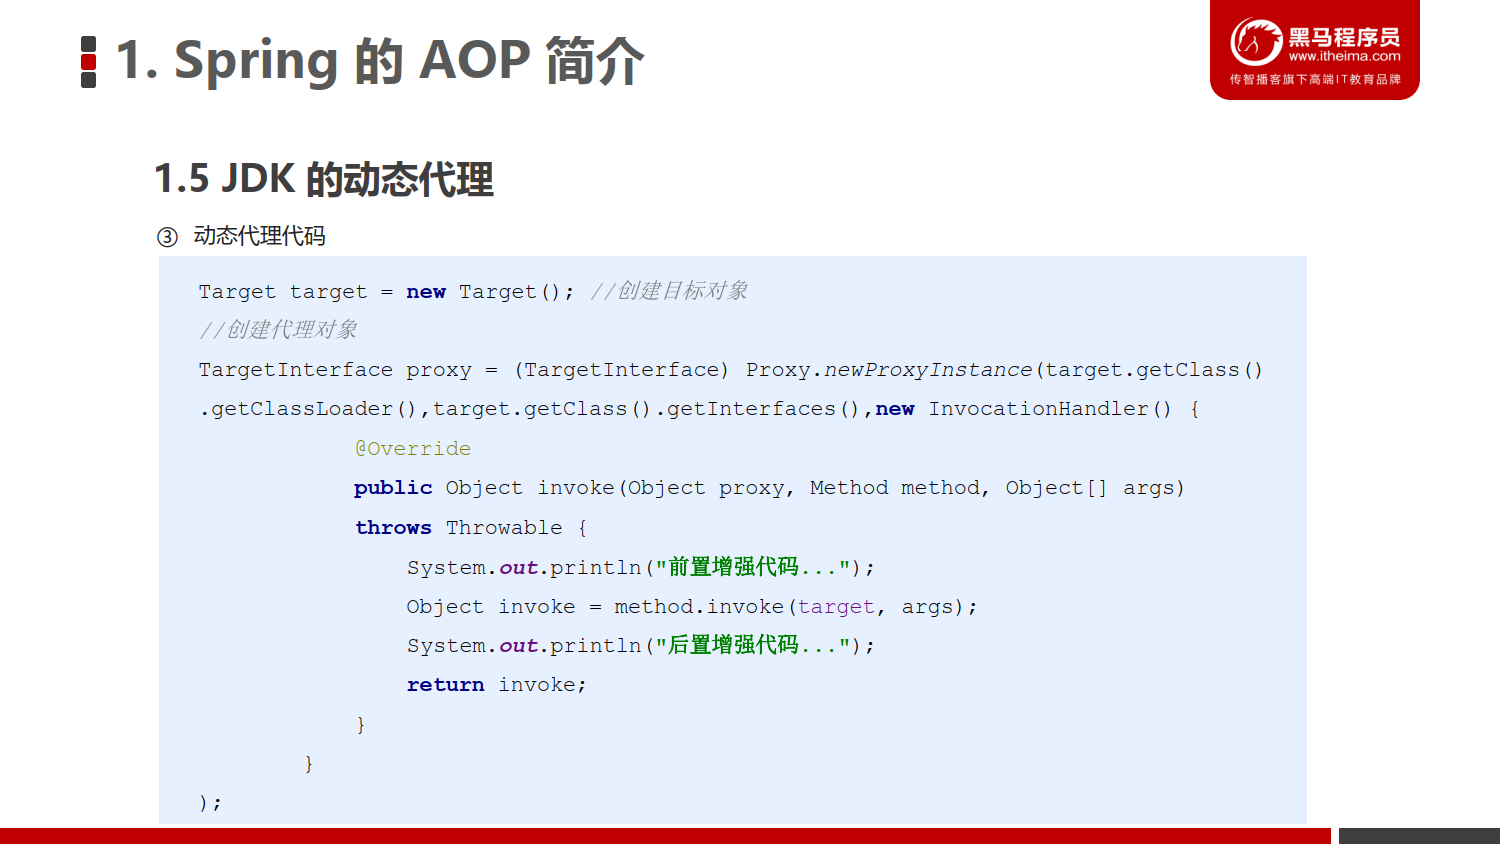 1. Spring 的 AOP 简介
黑马程序员
www.itheima.com
传智播客旗下高端IT教育品牌
1.5 JDK 的动态代理
③ 动态代理代码
Target target = new Target(); //创建目标对象
//创建代理对象
TargetInterface proxy = (TargetInterface) Proxy.newProxyInstance(target.getClass()
.getClassLoader(),target.getClass().getInterfaces(),new InvocationHandler() {
@Override
public Object invoke(Object proxy, Method method, Object[] args)
throws Throwable {
System.out.println("前置增强代码...");
Object invoke = method.invoke(target, args);
System.out.println("后置增强代码...");
return invoke;
}
}
);